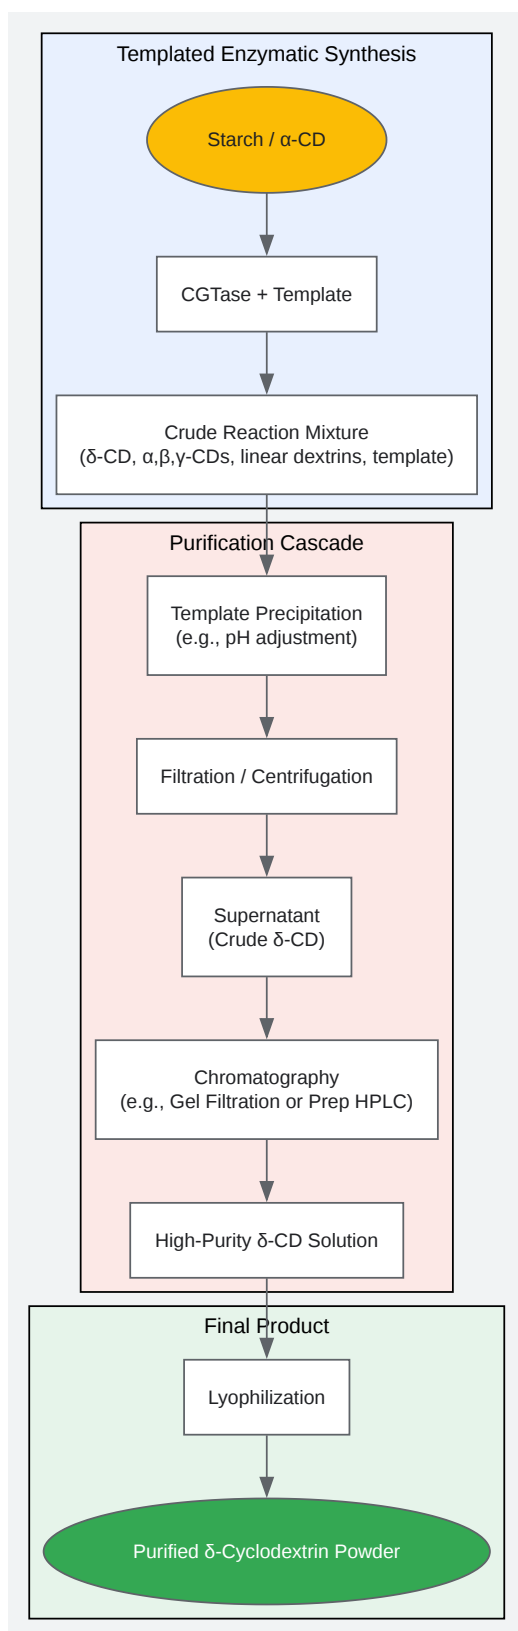 Templated Enzymatic Synthesis
Starch / α-CD
CGTase + Template
Crude Reaction Mixture
(δ-CD, α,β,γ-CDs, linear dextrins, template)
Purification Cascade
Template Precipitation
(e.g., pH adjustment)
Filtration / Centrifugation
Supernatant
(Crude δ-CD)
Chromatography
(e.g., Gel Filtration or Prep HPLC)
High-Purity δ-CD Solution
Final Product
Lyophilization
Purified δ-Cyclodextrin Powder